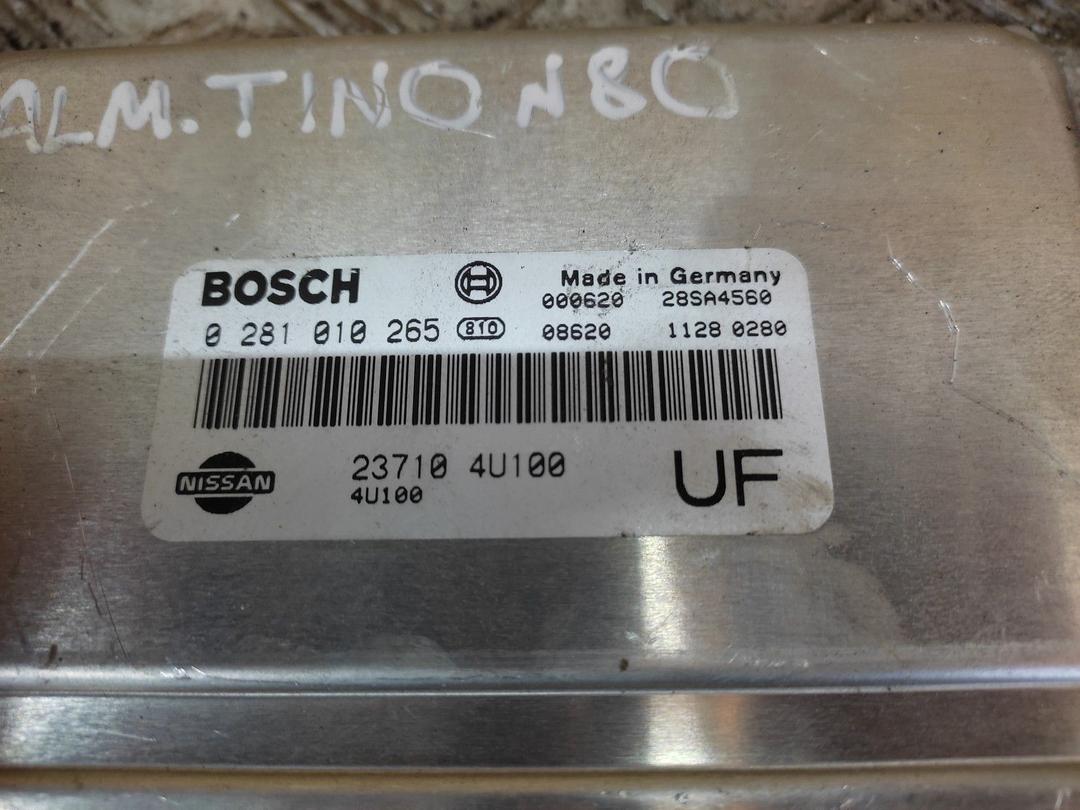 ALM. TINO N80
BOSCH
Made in Germany
000620 28SA4560
0 281 010 265 810 08620 1128 0280
NISSAN
23710 4U100
4U100
UF